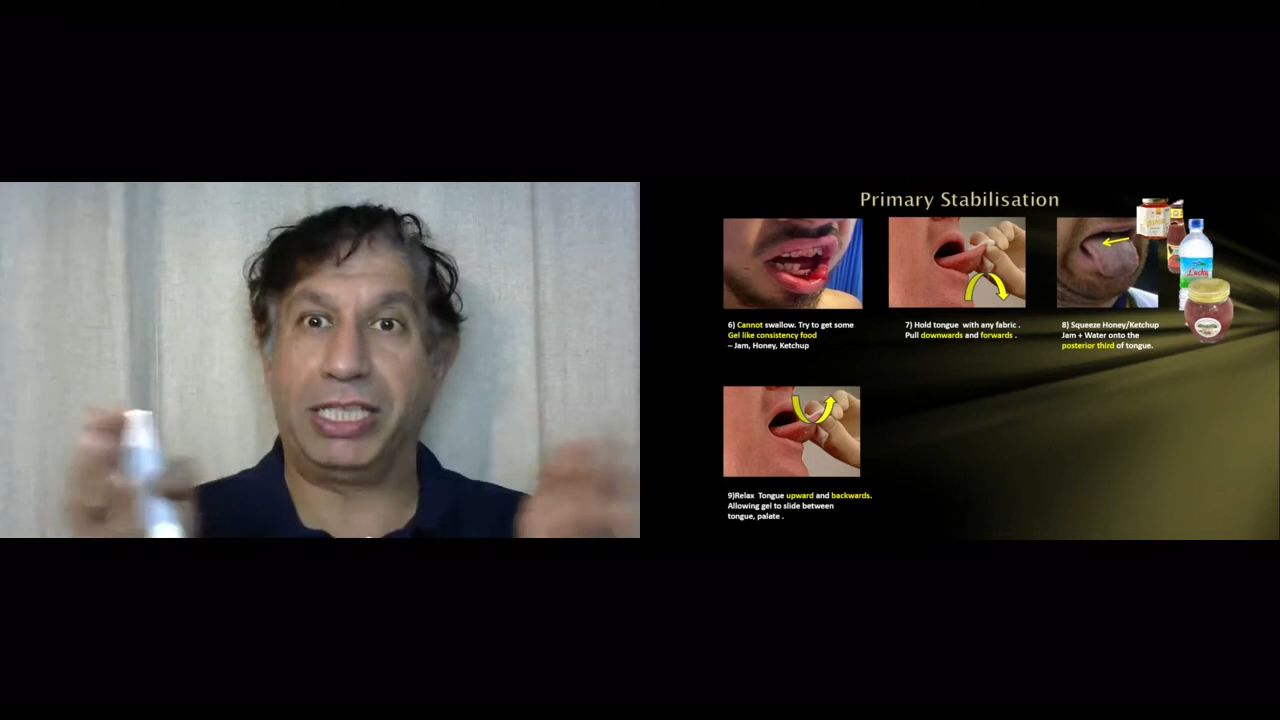 Primary Stabilisation
6) Cannot swallow. Try to get some
Gel like consistency food
– Jam, Honey, Ketchup
7) Hold tongue with any fabric .
Pull downwards and forwards .
8) Squeeze Honey/Ketchup
Jam + Water onto the
posterior third of tongue.
Lucky
9)Relax Tongue upward and backwards.
Allowing gel to slide between
tongue, palate .